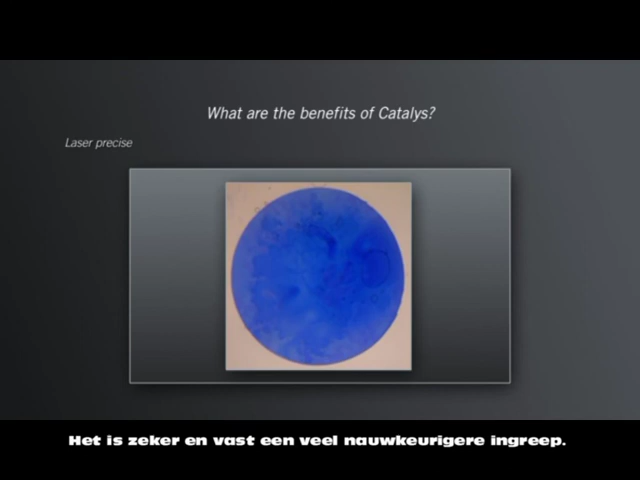 What are the benefits of Catalys?
Laser precise
Het is zeker en vast een veel nauwkeurigere ingreep.